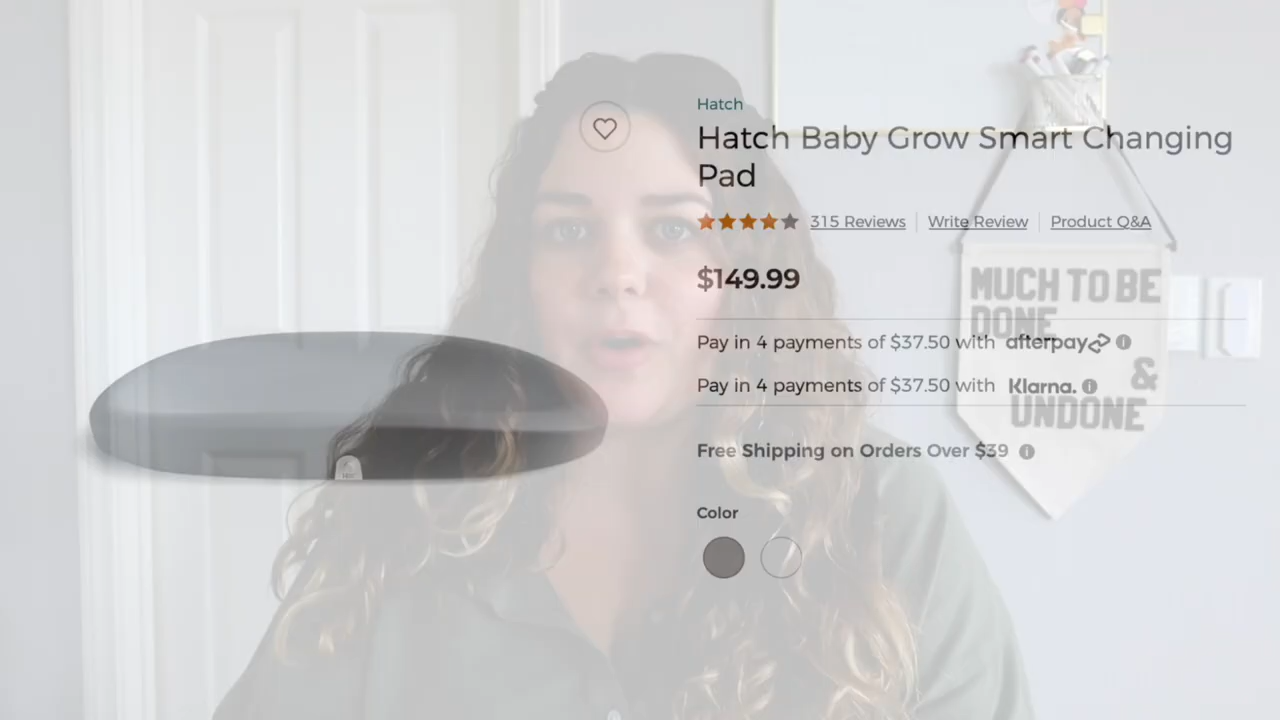 Hatch
Hatch Baby Grow Smart Changing
Pad
315 Reviews
Write Review
Product Q&A
$149.99
Pay in 4 payments of $37.50 with afterpay
Pay in 4 payments of $37.50 with Klarna.
Free Shipping on Orders Over $39
Color
MUCH TO BE
DONE
&
UNDONE